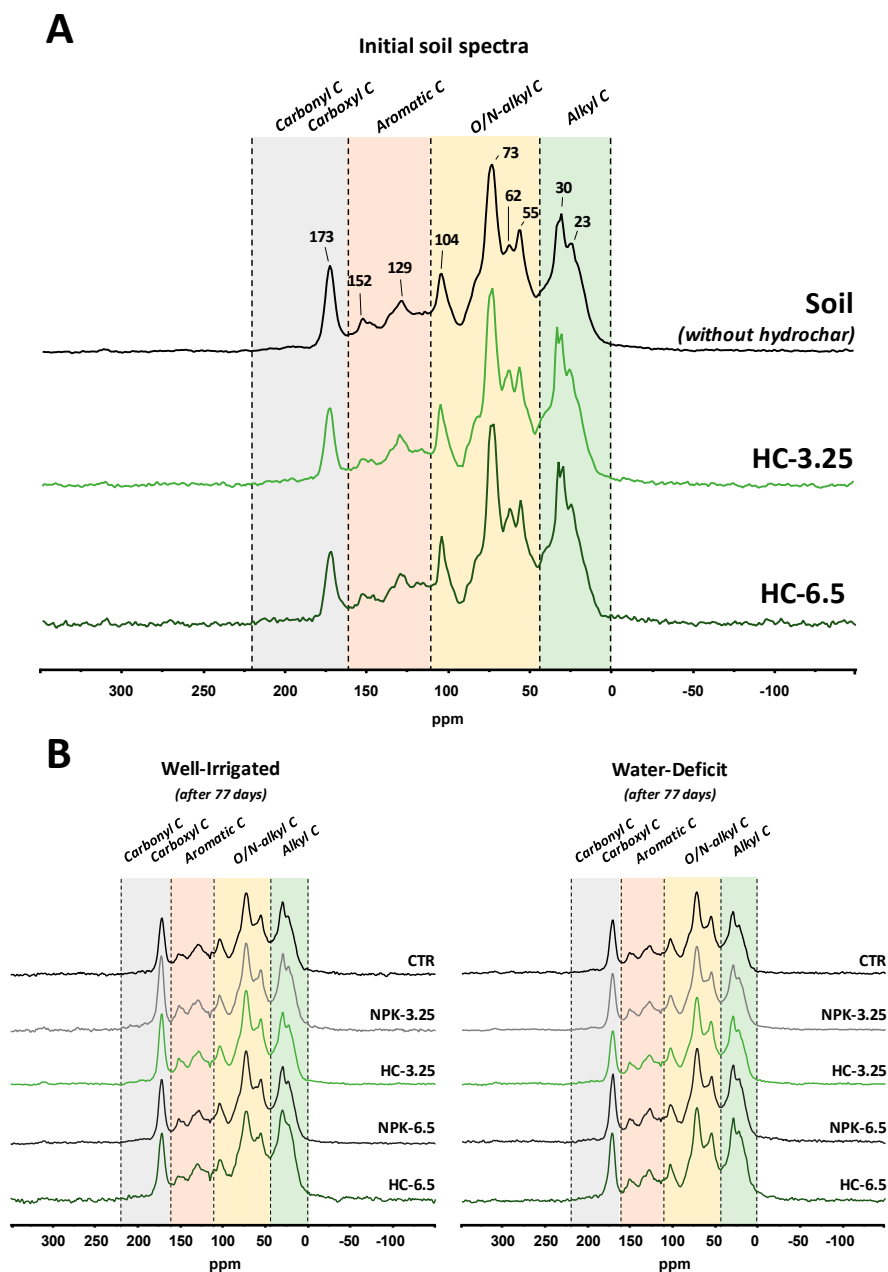 A
Initial soil spectra
Carbonyl C
Carboxyl C
Aromatic C
O/N-alkyl C
Alkyl C
73
62
55
30
23
173
152
129
104
Soil
(without hydrochar)
HC-3.25
HC-6.5
300 250 200 150 100 50 0 -50 -100
ppm
B
Well-Irrigated
(after 77 days)
Carbonyl C
Carboxyl C
Aromatic C
O/N-alkyl C
Alkyl C
CTR
NPK-3.25
HC-3.25
NPK-6.5
HC-6.5
350 300 250 200 150 100 50 0 -50 -100
ppm
Water-Deficit
(after 77 days)
Carbonyl C
Carboxyl C
Aromatic C
O/N-alkyl C
Alkyl C
CTR
NPK-3.25
HC-3.25
NPK-6.5
HC-6.5
350 300 250 200 150 100 50 0 -50 -100
ppm